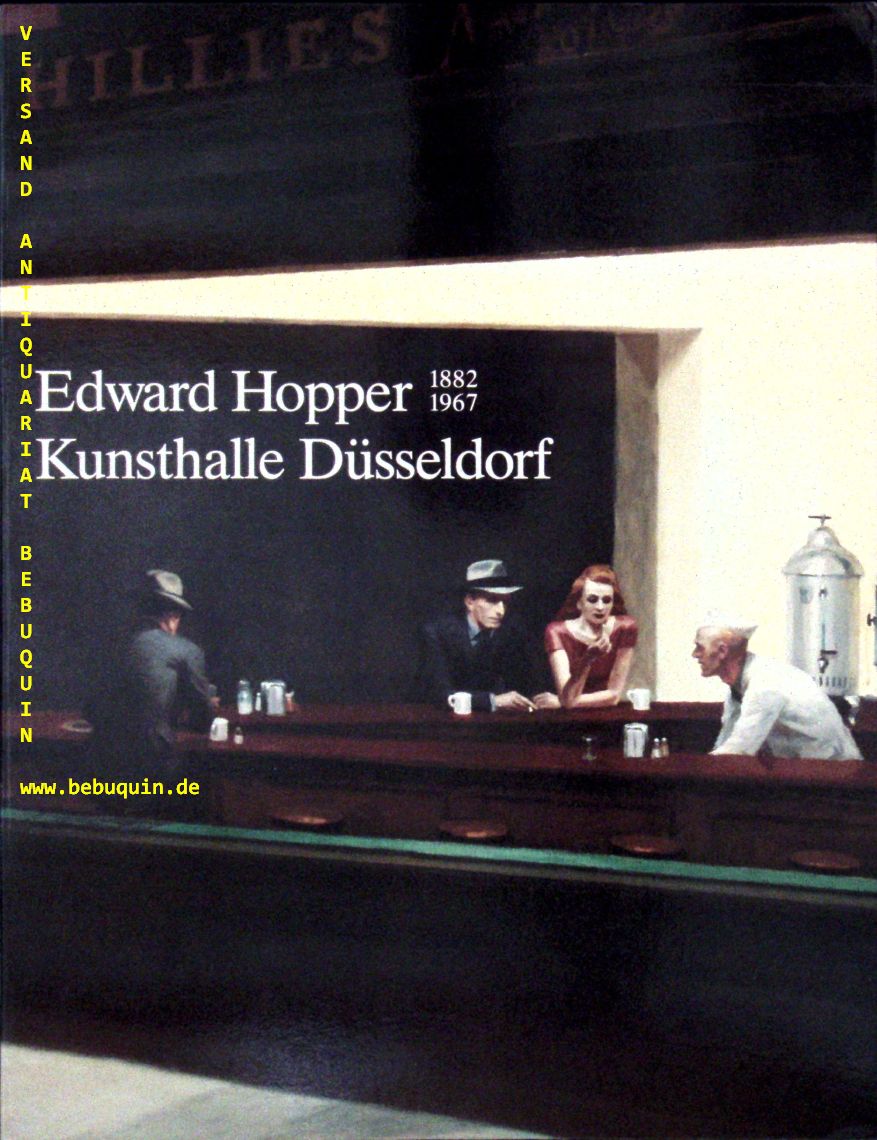 PHILLIES
Edward Hopper 1882
1967
Kunsthalle Düsseldorf
VERSAND ANTIQUARIAT BEBUQUIN
www.bebuquin.de